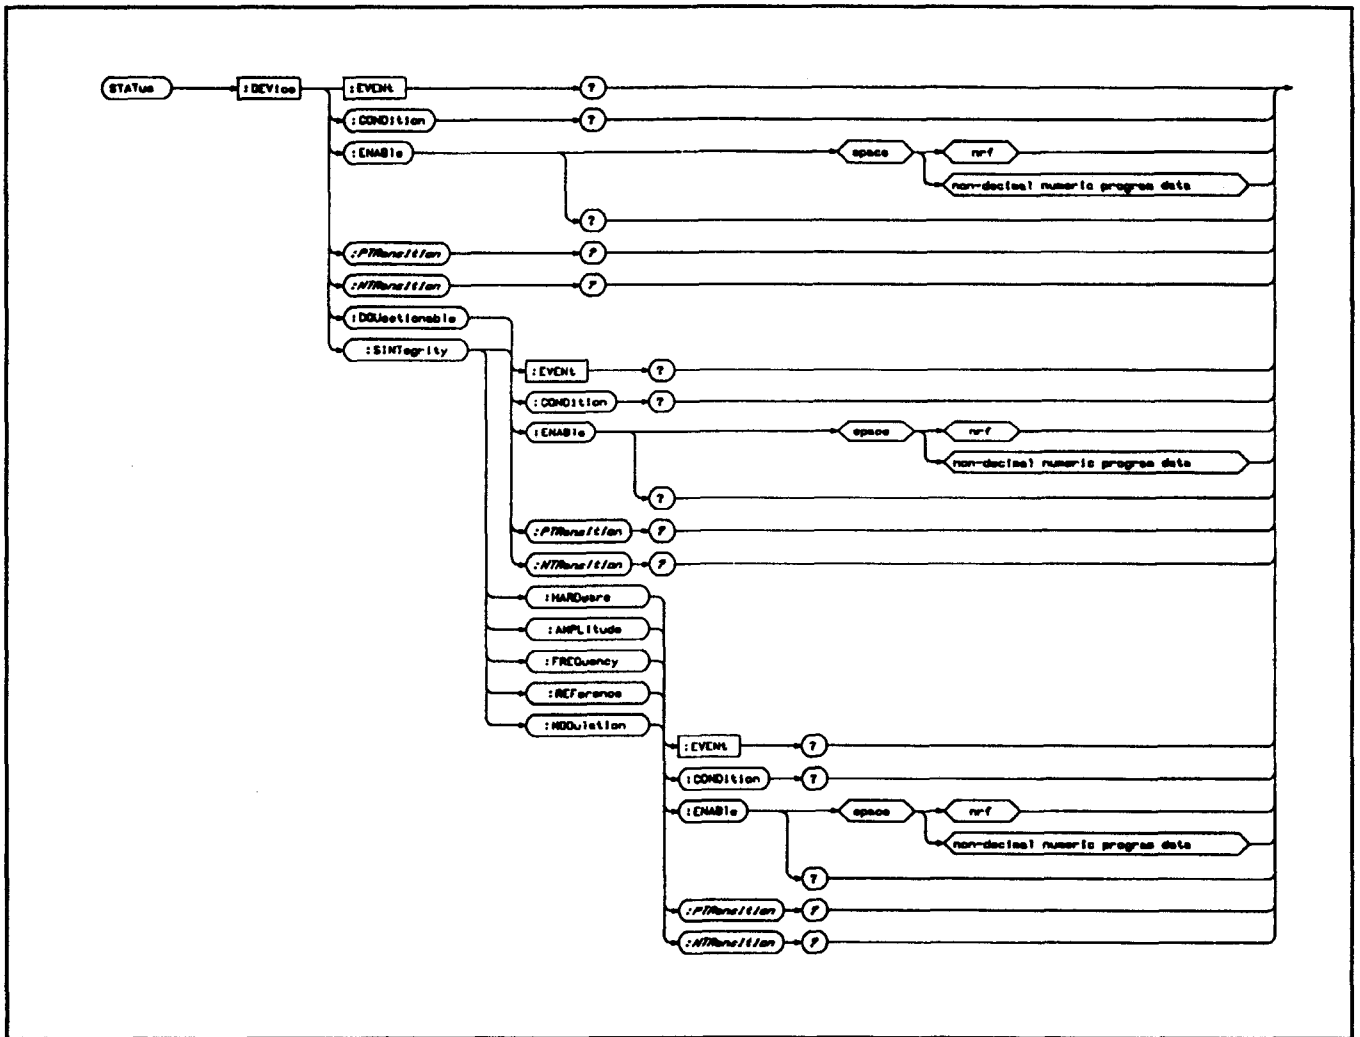 STATus :DEVice :EVENt ?
:CONDition ?
:ENABle space nrf
non-decimal numeric program data
?
:PTRansition ?
:NTRansition ?
:DQUestionable
:SINTegrity
:EVENt ?
:CONDition ?
:ENABle space nrf
non-decimal numeric program data
?
:PTRansition ?
:NTRansition ?
:HARDware
:AMPLitude
:FREQuency
:REFerence
:MODulation
:EVENt ?
:CONDition ?
:ENABle space nrf
non-decimal numeric program data
?
:PTRansition ?
:NTRansition ?